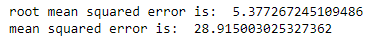 root mean squared error is:  5.377267245109486
mean squared error is:  28.915003025327362